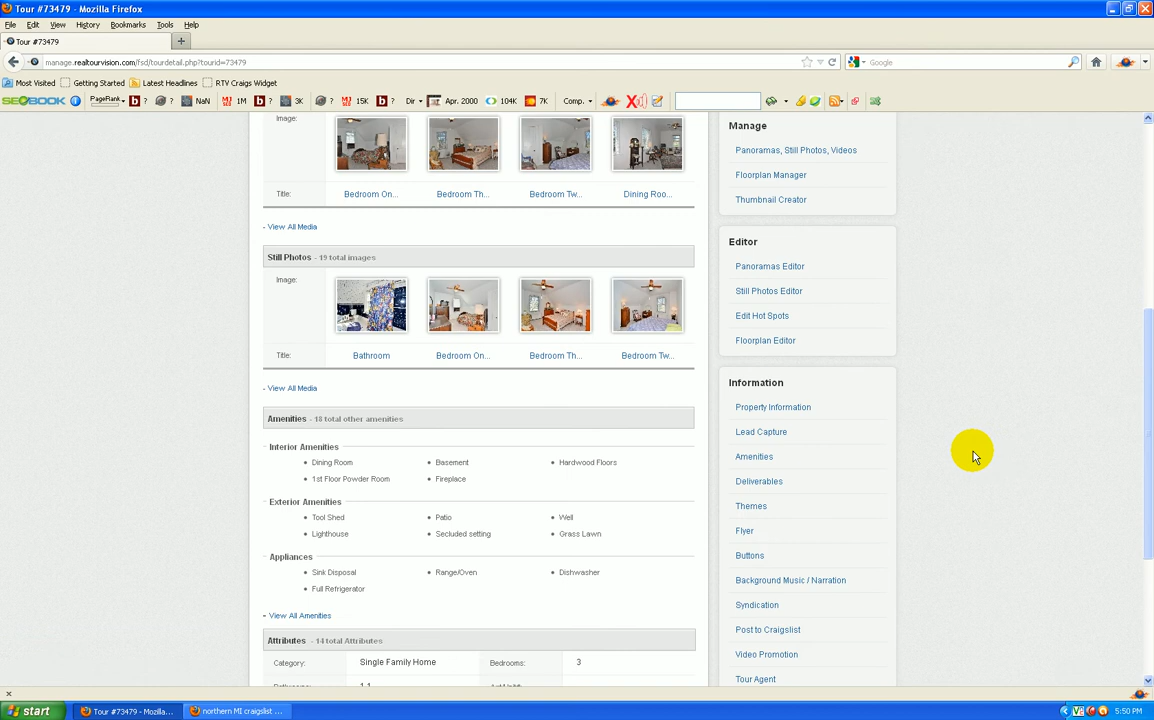 Tour #73479 - Mozilla Firefox
File Edit View History Bookmarks Tools Help
Tour #73479
manage.realtourvision.com/fsd/tourdetail.php?tourid=73479
Google
Most Visited Getting Started Latest Headlines RTV Craigs Widget
SEOBOOK PageRank ? ? NaN 1M ? 3K ? 15K ? Dir Apr. 2000 104K 7K Comp.
Image:
Title: Bedroom On... Bedroom Th... Bedroom Tw... Dining Roo...
- View All Media
Still Photos - 19 total images
Image:
Title: Bathroom Bedroom On... Bedroom Th... Bedroom Tw...
- View All Media
Amenities - 18 total other amenities
Interior Amenities
Dining Room Basement Hardwood Floors
1st Floor Powder Room Fireplace
Exterior Amenities
Tool Shed Patio Well
Lighthouse Secluded setting Grass Lawn
Appliances
Sink Disposal Range/Oven Dishwasher
Full Refrigerator
- View All Amenities
Attributes - 14 total Attributes
Category: Single Family Home Bedrooms: 3
Manage
Panoramas, Still Photos, Videos
Floorplan Manager
Thumbnail Creator
Editor
Panoramas Editor
Still Photos Editor
Edit Hot Spots
Floorplan Editor
Information
Property Information
Lead Capture
Amenities
Deliverables
Themes
Flyer
Buttons
Background Music / Narration
Syndication
Post to Craigslist
Video Promotion
Tour Agent
start
Tour #73479 - Mozilla...
northern MI craigslist ...
5:50 PM